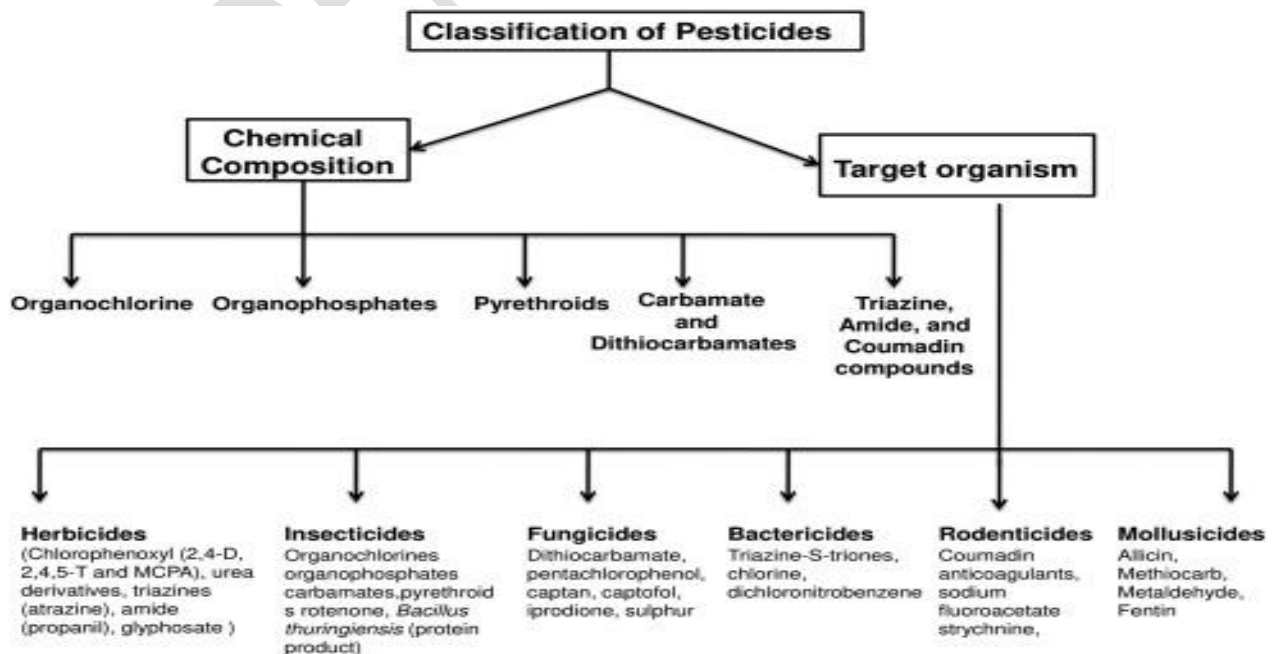 Classification of Pesticides
Chemical
Composition
Target organism
Organochlorine
Organophosphates
Pyrethroids
Carbamate
and
Dithiocarbamates
Triazine,
Amide, and
Coumadin
compounds
Herbicides
(Chlorophenoxyl (2,4-D,
2,4,5-T and MCPA), urea
derivatives, triazines
(atrazine), amide
(propanil), glyphosate )
Insecticides
Organochlorines
organophosphates
carbamates,pyrethroid
s rotenone, Bacillus
thuringiensis (protein
product)
Fungicides
Dithiocarbamate,
pentachlorophenol,
captan, captofol,
iprodione, sulphur
Bactericides
Triazine-S-triones,
chlorine,
dichloronitrobenzene
Rodenticides
Coumadin
anticoagulants,
sodium
fluoroacetate
strychnine,
Mollusicides
Allicin,
Methiocarb,
Metaldehyde,
Fentin